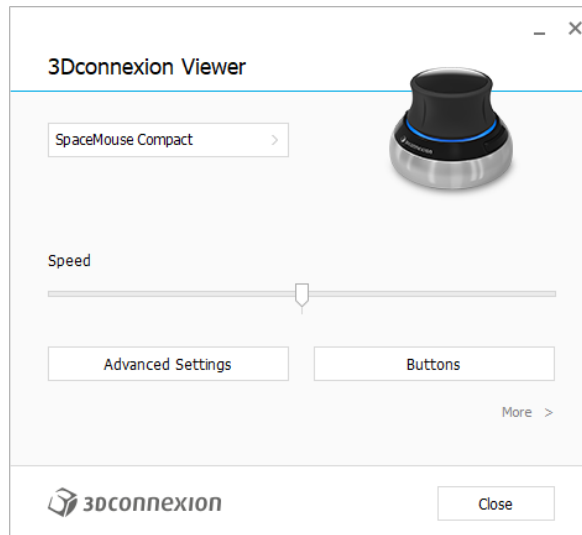 3Dconnexion Viewer
SpaceMouse Compact
Speed
Advanced Settings
Buttons
More >
3Dconnexion
Close